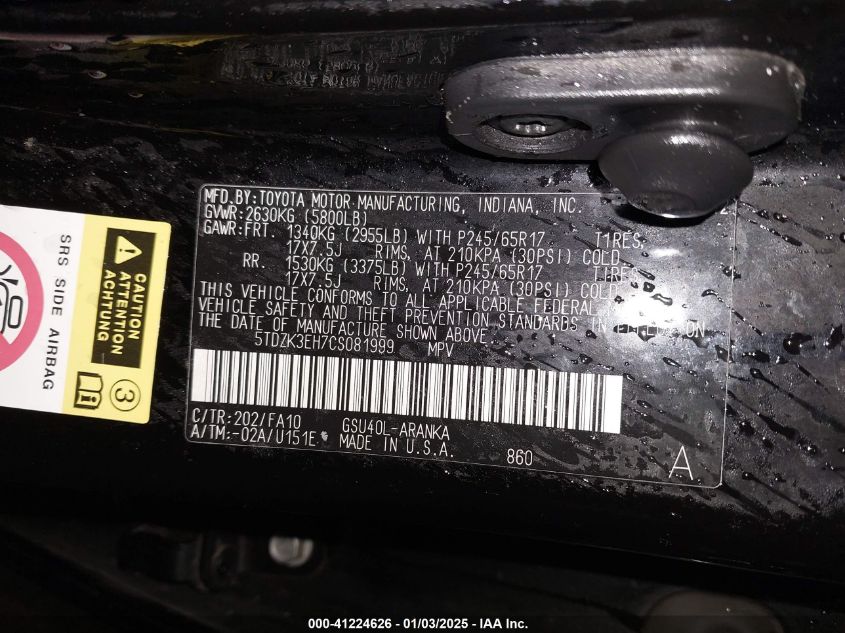 MFD.BY:TOYOTA MOTOR MANUFACTURING, INDIANA, INC.
GVWR:2630KG (5800LB)
GAWR:FRT. 1340KG (2955LB) WITH P245/65R17 TIRES,
17X7.5J RIMS, AT 210KPA (30PSI) COLD
RR. 1530KG (3375LB) WITH P245/65R17 TIRE
17X7.5J RIMS, AT 210KPA (30PSI) COLD
THIS VEHICLE CONFORMS TO ALL APPLICABLE FEDERAL
VEHICLE SAFETY AND THEFT PREVENTION STANDARDS IN ON
THE DATE OF MANUFACTURE SHOWN ABOVE.
5TDZK3EH7CS081999 MPV
C/TR:202/FA10 GSU40L-ARANKA
A/TM:-02A/U151E MADE IN U.S.A. 860
A
SRS SIDE AIRBAG
CAUTION
ATTENTION
ACHTUNG
3
000-41224626 - 01/03/2025 - IAA Inc.